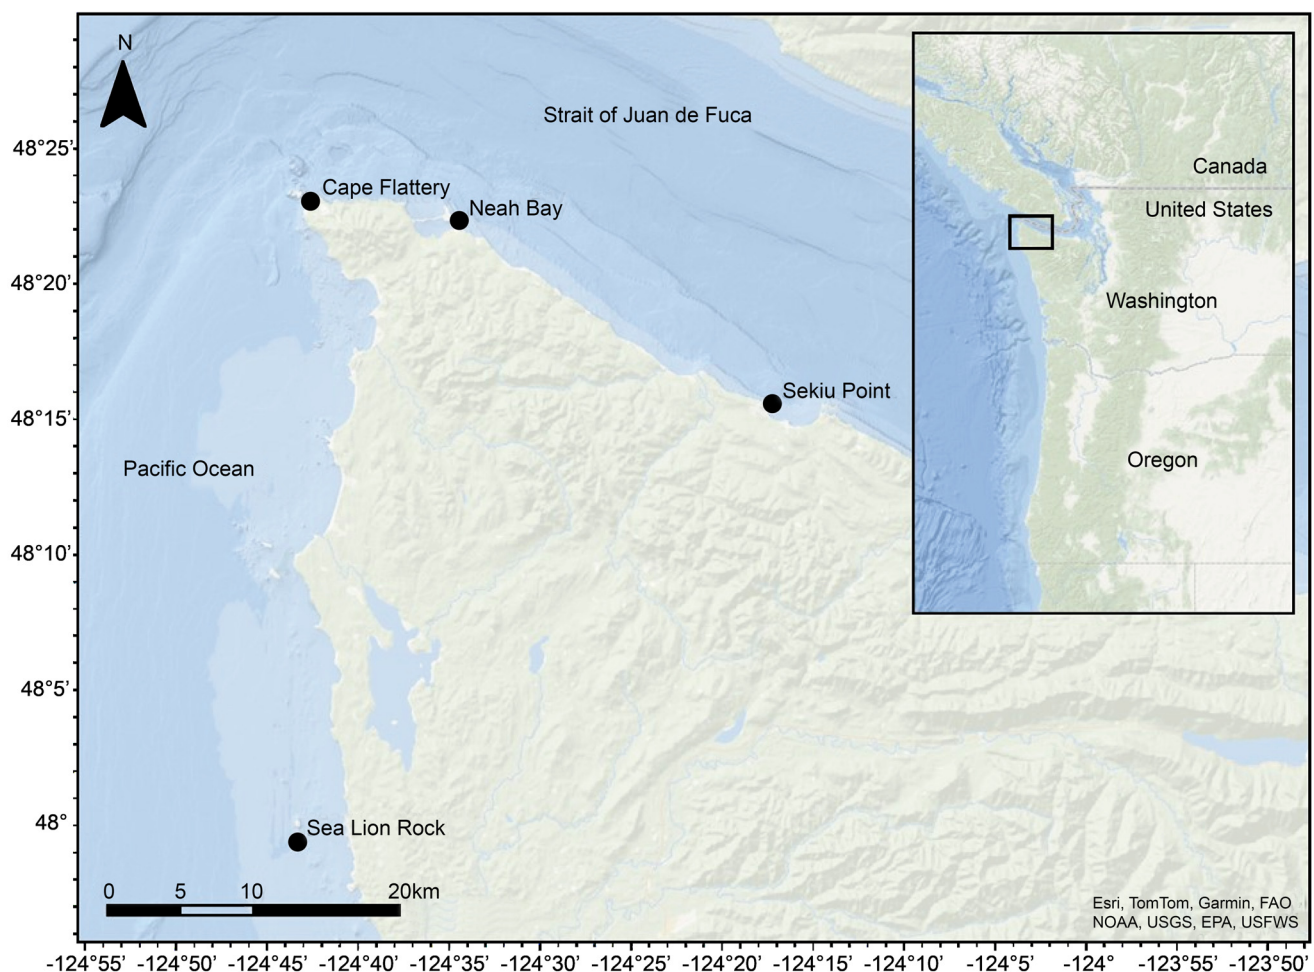 N
Strait of Juan de Fuca
48°25'
Cape Flattery
Neah Bay
48°20'
Sekiu Point
48°15'
Pacific Ocean
48°10'
48°5'
48°
Sea Lion Rock
0 5 10 20km
Canada
United States
Washington
Oregon
Esri, TomTom, Garmin, FAO
NOAA, USGS, EPA, USFWS
-124°55' -124°50' -124°45' -124°40' -124°35' -124°30' -124°25' -124°20' -124°15' -124°10' -124°5' -124° -123°55' -123°50'